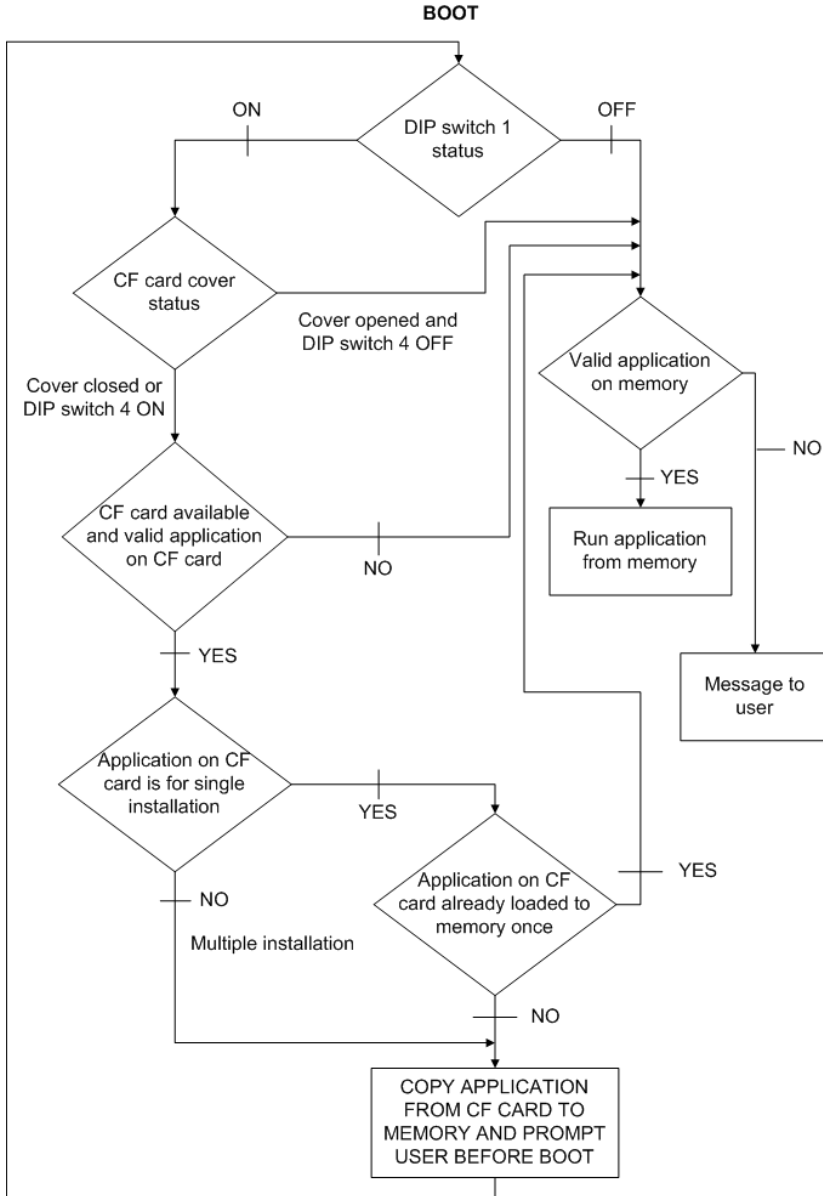 BOOT
DIP switch 1
status
ON
OFF
CF card cover
status
Cover opened and
DIP switch 4 OFF
Cover closed or
DIP switch 4 ON
Valid application
on memory
NO
YES
Run application
from memory
Message to
user
CF card available
and valid application
on CF card
NO
YES
Application on CF
card is for single
installation
YES
NO
Multiple installation
Application on CF
card already loaded to
memory once
YES
NO
COPY APPLICATION
FROM CF CARD TO
MEMORY AND PROMPT
USER BEFORE BOOT